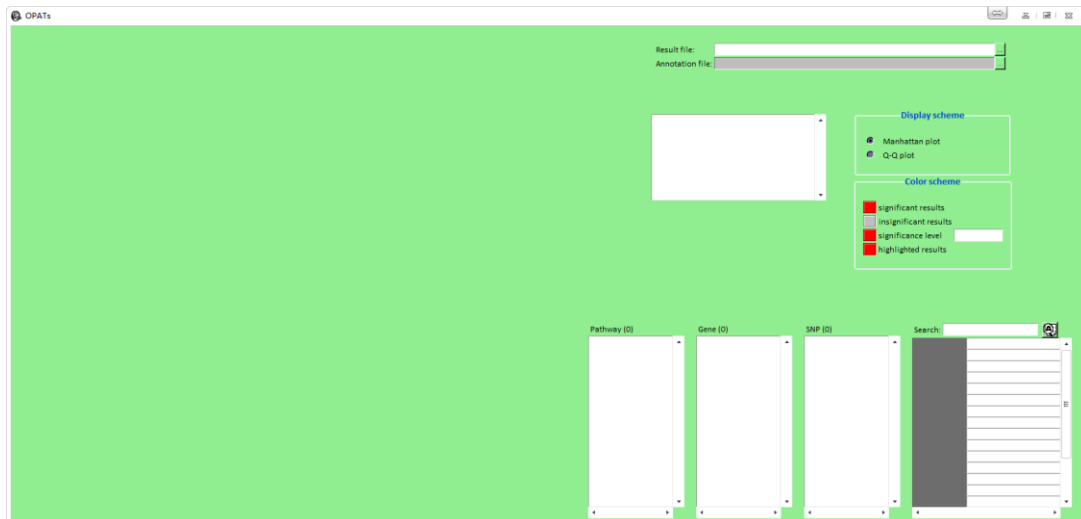 OPATs
Result file:
...
Annotation file:
...
Display scheme
Manhattan plot
Q-Q plot
Color scheme
significant results
insignificant results
significance level
highlighted results
Pathway (0)
Gene (0)
SNP (0)
Search: